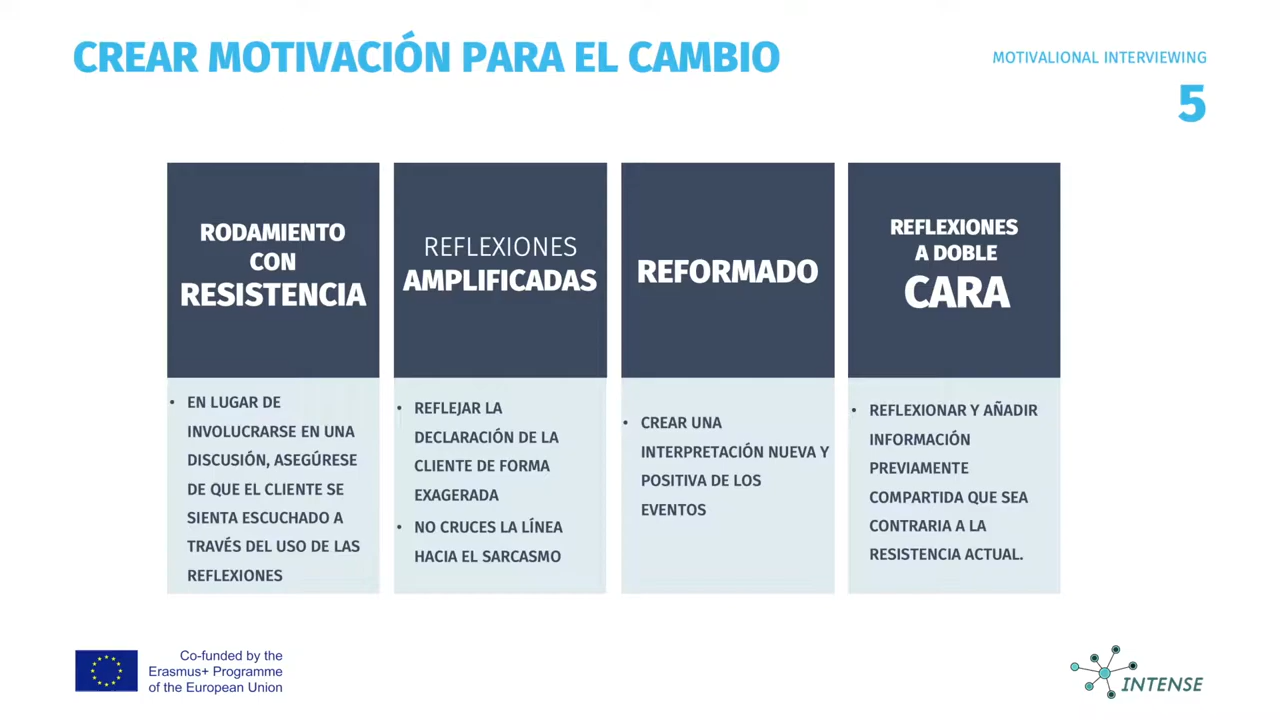 CREAR MOTIVACIÓN PARA EL CAMBIO
MOTIVALIONAL INTERVIEWING
5
RODAMIENTO
CON
RESISTENCIA
• EN LUGAR DE
INVOLUCRARSE EN UNA
DISCUSIÓN, ASEGÚRESE
DE QUE EL CLIENTE SE
SIENTA ESCUCHADO A
TRAVÉS DEL USO DE LAS
REFLEXIONES
REFLEXIONES
AMPLIFICADAS
• REFLEJAR LA
DECLARACIÓN DE LA
CLIENTE DE FORMA
EXAGERADA
• NO CRUCES LA LÍNEA
HACIA EL SARCASMO
REFORMADO
• CREAR UNA
INTERPRETACIÓN NUEVA Y
POSITIVA DE LOS
EVENTOS
REFLEXIONES
A DOBLE
CARA
• REFLEXIONAR Y AÑADIR
INFORMACIÓN
PREVIAMENTE
COMPARTIDA QUE SEA
CONTRARIA A LA
RESISTENCIA ACTUAL.
Co-funded by the
Erasmus+ Programme
of the European Union
INTENSE